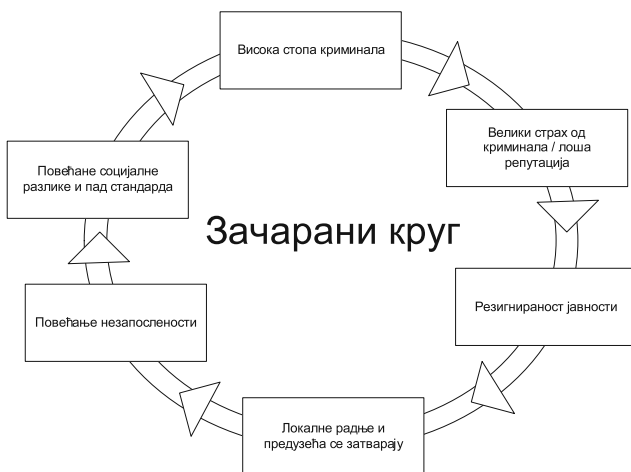 Висока стопа криминала
Велики страх од
криминала / лоша
репутација
Повећане социјалне
разлике и пад стандарда
Зачарани круг
Резигнираност јавности
Повећање незапослености
Локалне радње и
предузећа се затварају